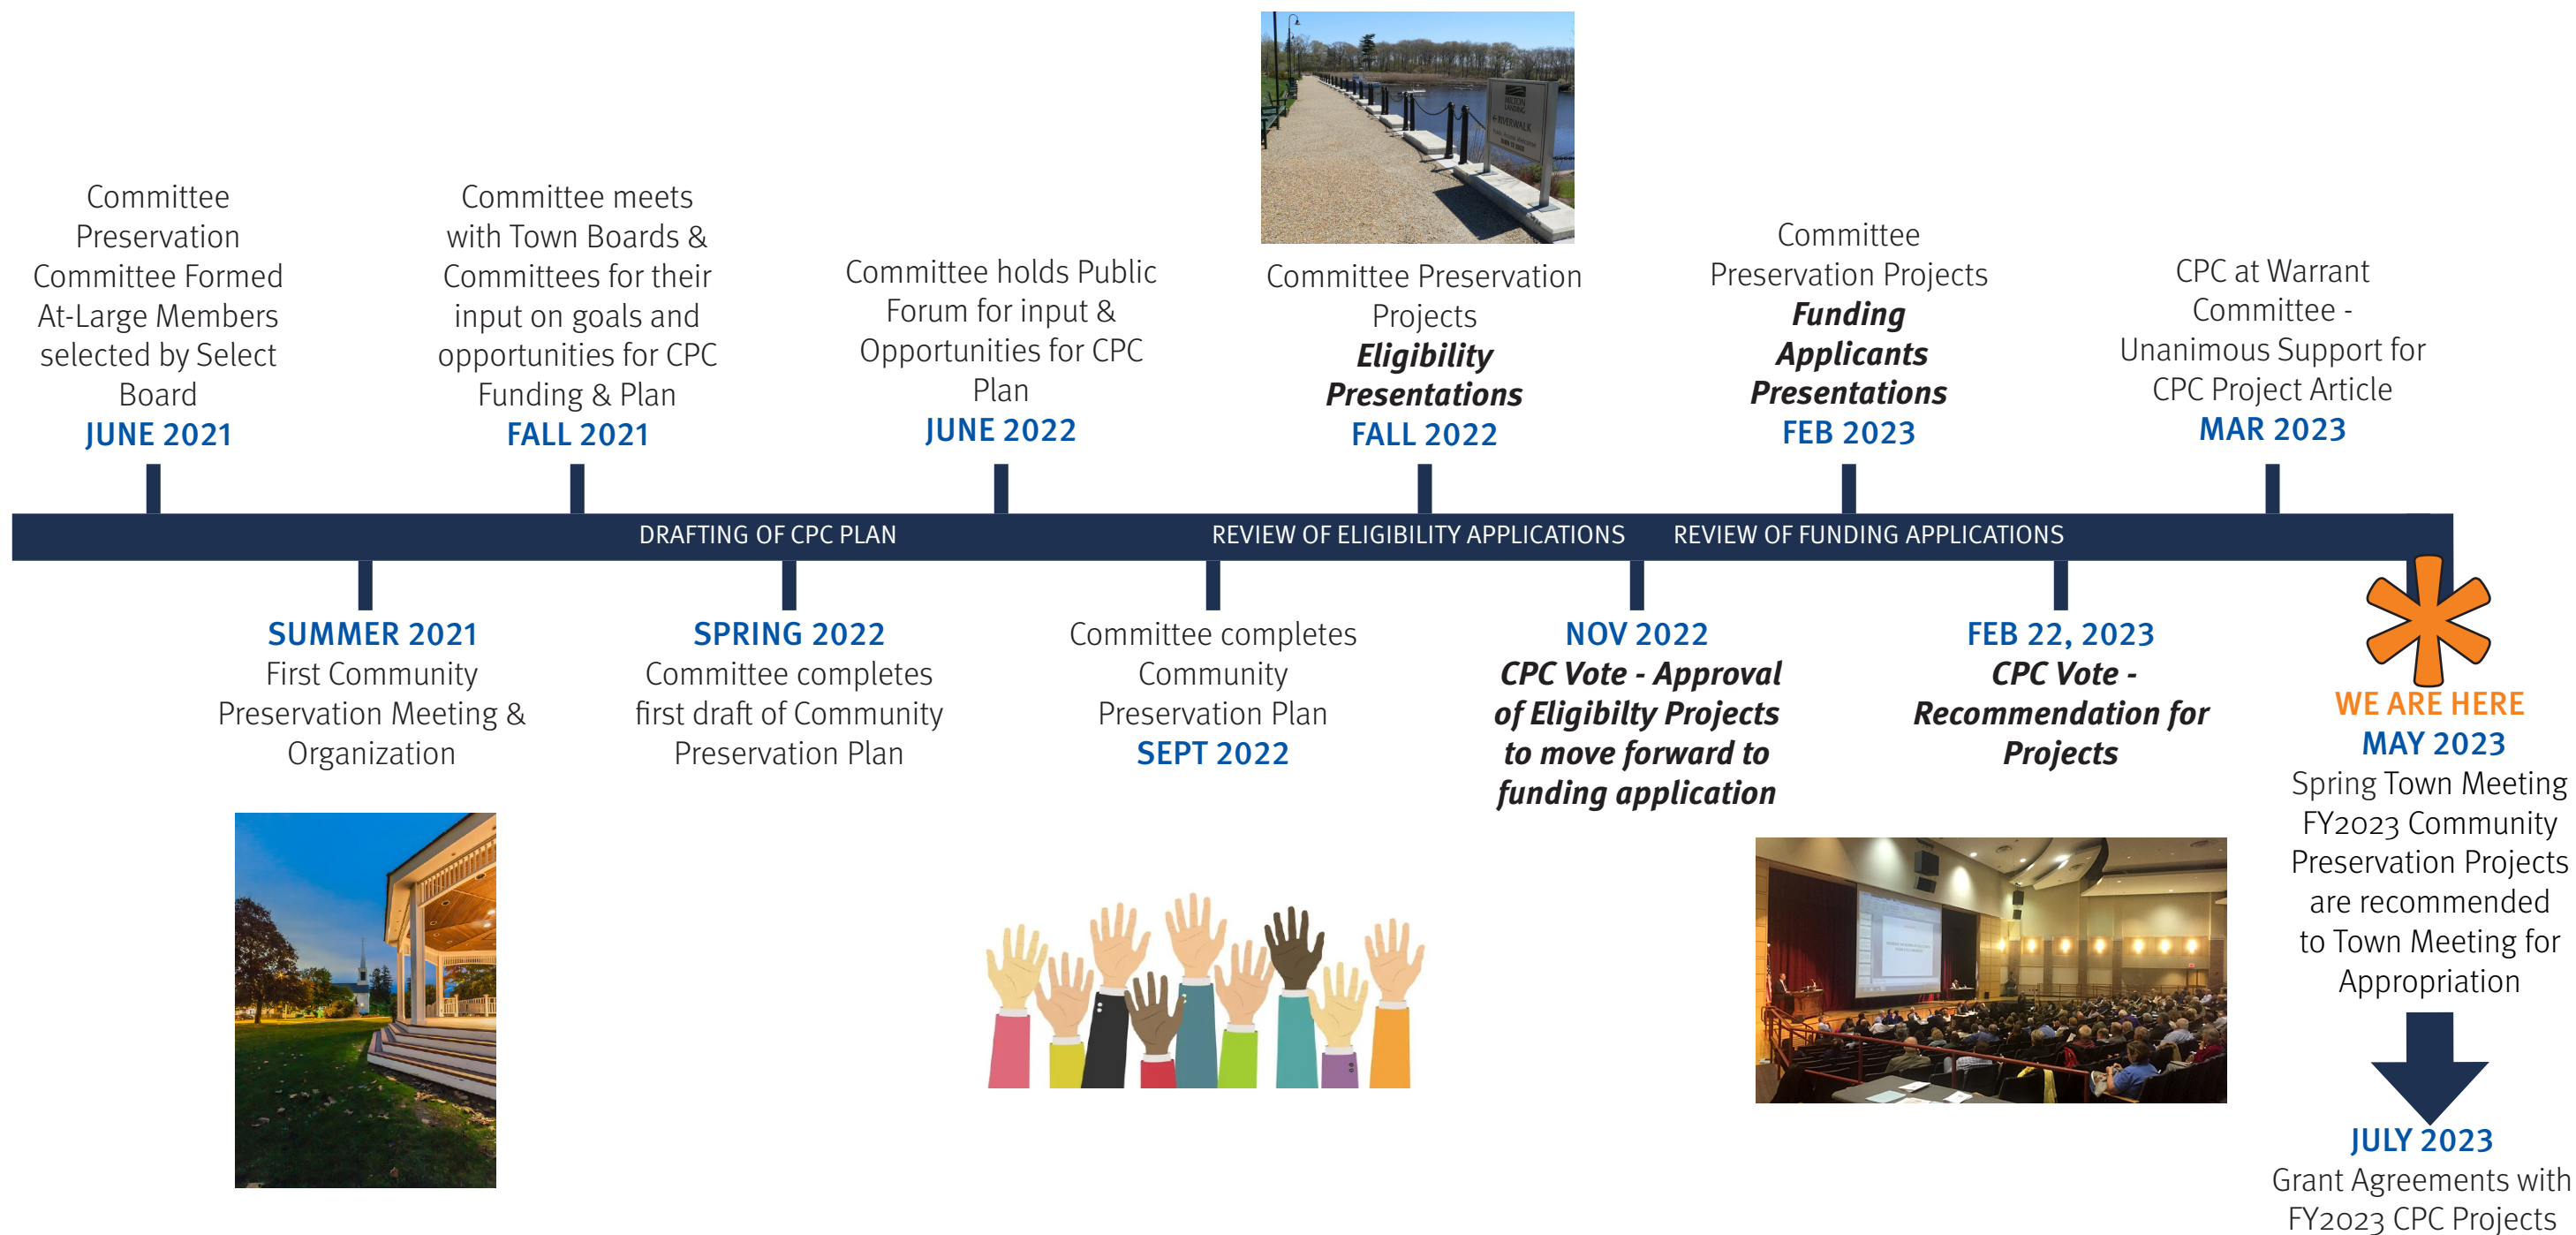 Committee
Preservation
Committee Formed
At-Large Members
selected by Select
Board
JUNE 2021
Committee meets
with Town Boards &
Committees for their
input on goals and
opportunities for CPC
Funding & Plan
FALL 2021
Committee holds Public
Forum for input &
Opportunities for CPC
Plan
JUNE 2022
MILTON
LANDING
RIVERWALK
Committee Preservation
Projects
Eligibility
Presentations
FALL 2022
Committee
Preservation Projects
Funding
Applicants
Presentations
FEB 2023
CPC at Warrant
Committee -
Unanimous Support for
CPC Project Article
MAR 2023
DRAFTING OF CPC PLAN
REVIEW OF ELIGIBILITY APPLICATIONS
REVIEW OF FUNDING APPLICATIONS
SUMMER 2021
First Community
Preservation Meeting &
Organization
SPRING 2022
Committee completes
first draft of Community
Preservation Plan
Committee completes
Community
Preservation Plan
SEPT 2022
NOV 2022
CPC Vote - Approval
of Eligibilty Projects
to move forward to
funding application
FEB 22, 2023
CPC Vote -
Recommendation for
Projects
WE ARE HERE
MAY 2023
Spring Town Meeting
FY2023 Community
Preservation Projects
are recommended
to Town Meeting for
Appropriation
JULY 2023
Grant Agreements with
FY2023 CPC Projects